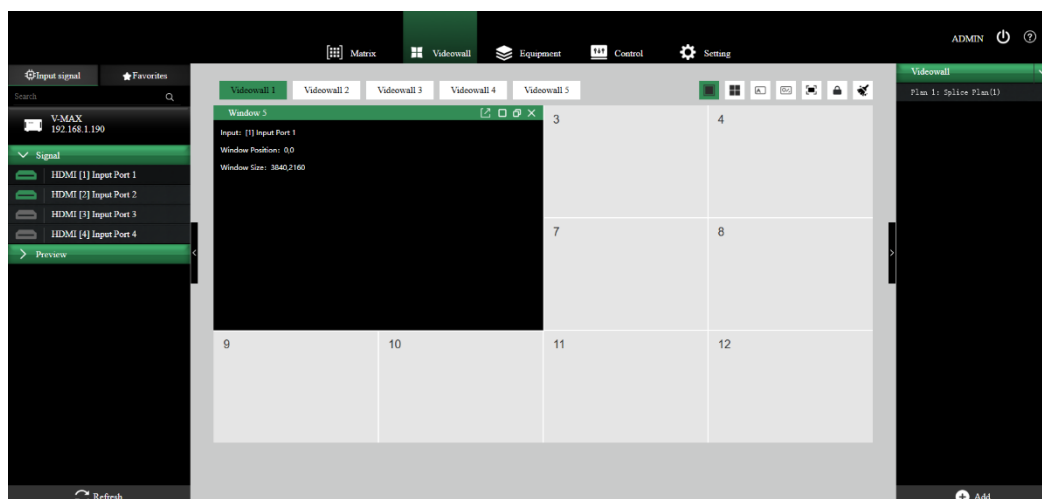 ADMIN
Matrix
Videowall
Equipment
Control
Setting
Input signal
Favorites
Search
V-MAX
192.168.1.190
Signal
HDMI [1] Input Port 1
HDMI [2] Input Port 2
HDMI [3] Input Port 3
HDMI [4] Input Port 4
Preview
Refresh
Videowall 1
Videowall 2
Videowall 3
Videowall 4
Videowall 5
Window 5
Input: [1] Input Port 1
Window Position: 0,0
Window Size: 3840,2160
3
4
7
8
9
10
11
12
Videowall
Plan 1: Splice Plan(1)
Add